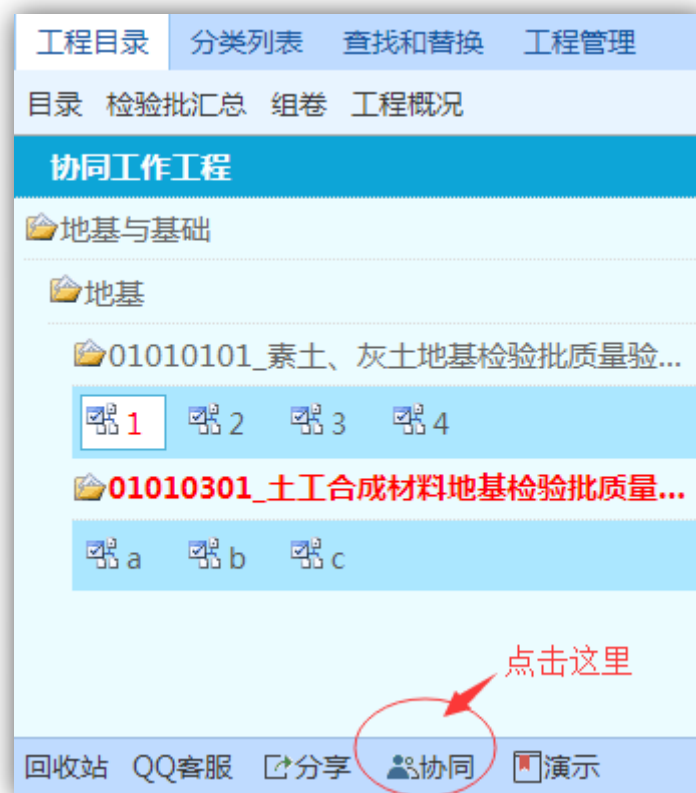 工程目录 分类列表 查找和替换 工程管理
目录 检验批汇总 组卷 工程概况
协同工作工程
地基与基础
地基
01010101_素土、灰土地基检验批质量验...
1 2 3 4
01010301_土工合成材料地基检验批质量...
a b c
点击这里
回收站 QQ客服 分享 协同 演示